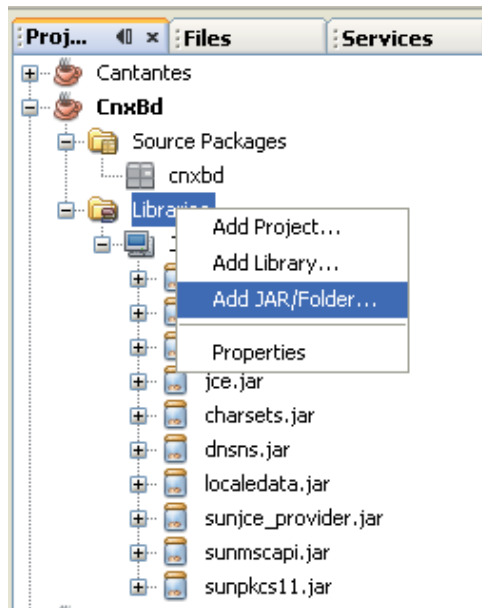 Proj... Files Services
Cantantes
CnxBd
Source Packages
cnxbd
Libraries
Add Project...
Add Library...
Add JAR/Folder...
Properties
jce.jar
charsets.jar
dnsns.jar
localedata.jar
sunjce_provider.jar
sunmscapi.jar
sunpkcs11.jar